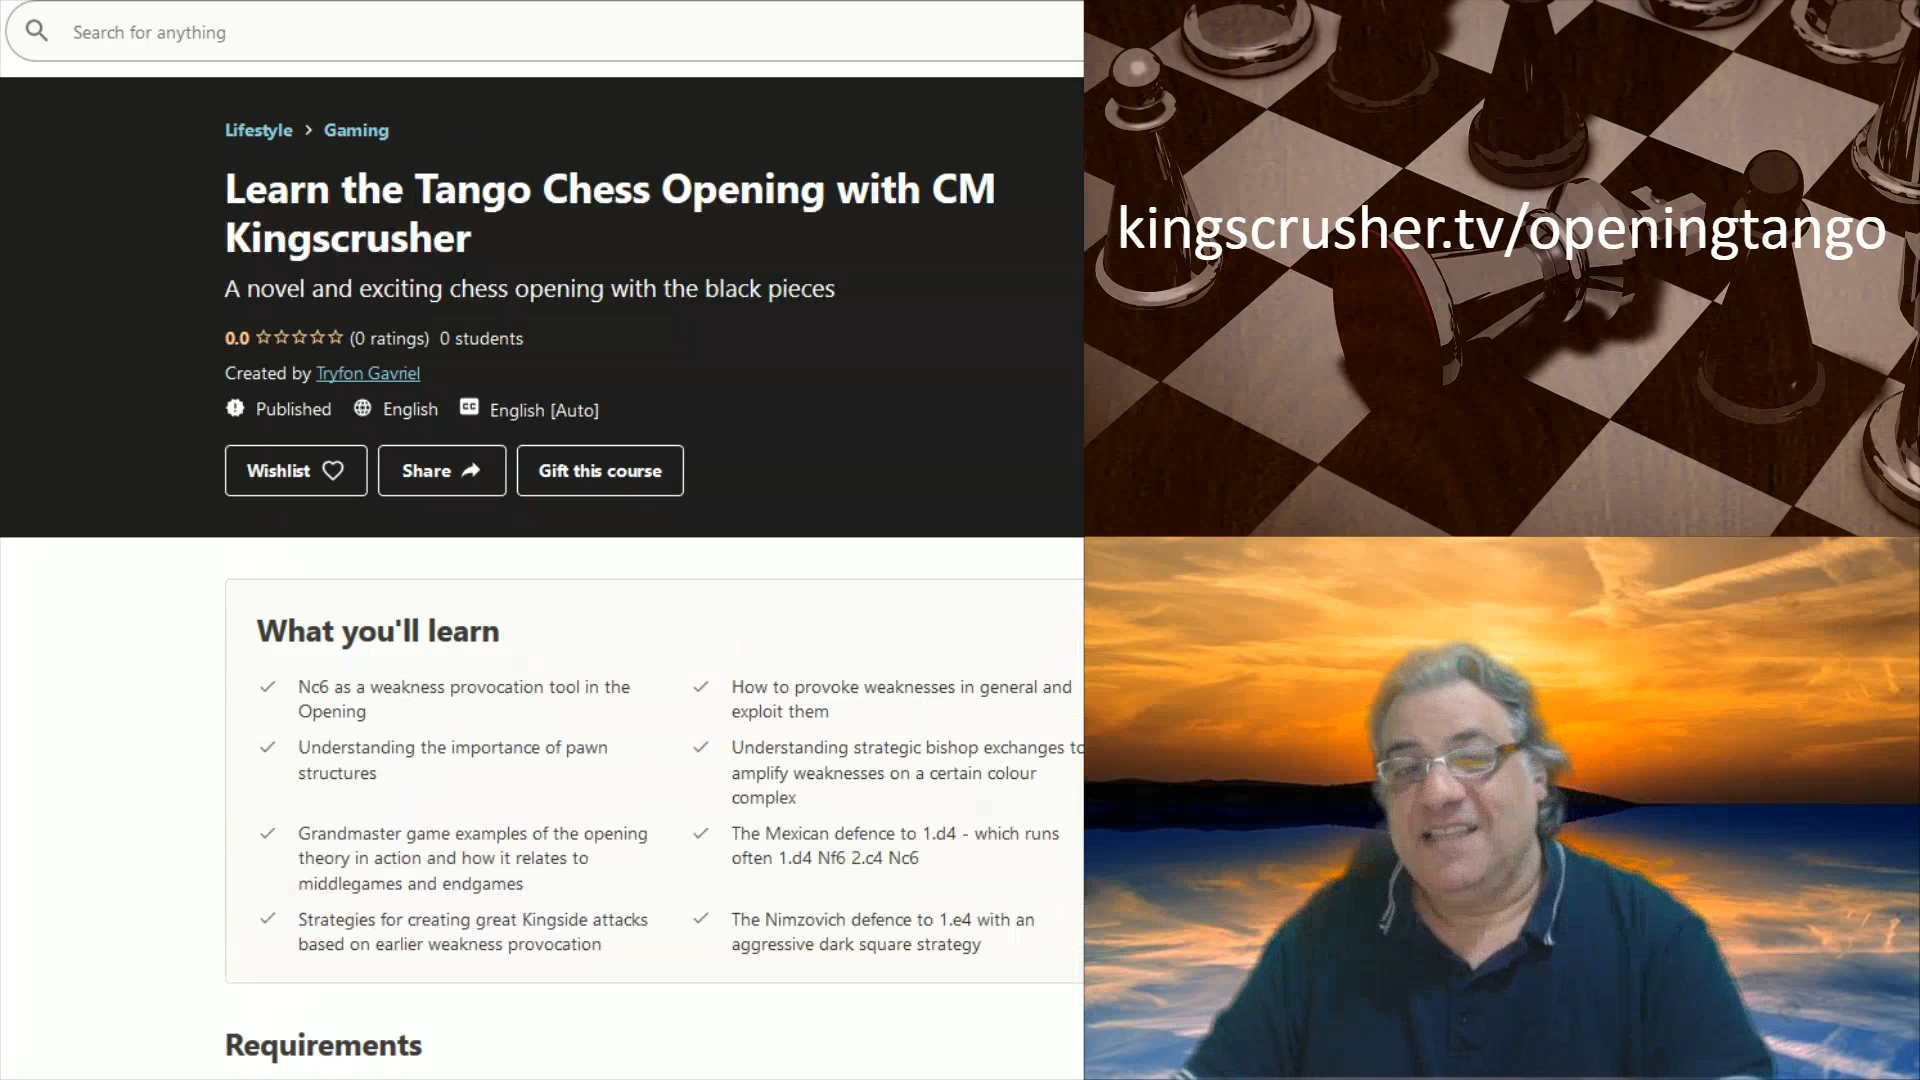 Search for anything
Lifestyle > Gaming
Learn the Tango Chess Opening with CM
Kingscrusher
A novel and exciting chess opening with the black pieces
0.0 ☆☆☆☆☆ (0 ratings) 0 students
Created by Tryfon Gavriel
Published English CC English [Auto]
Wishlist Share Gift this course
kingscrusher.tv/openingtango
What you'll learn
Nc6 as a weakness provocation tool in the
Opening
How to provoke weaknesses in general and
exploit them
Understanding the importance of pawn
structures
Understanding strategic bishop exchanges to
amplify weaknesses on a certain colour
complex
Grandmaster game examples of the opening
theory in action and how it relates to
middlegames and endgames
The Mexican defence to 1.d4 - which runs
often 1.d4 Nf6 2.c4 Nc6
Strategies for creating great Kingside attacks
based on earlier weakness provocation
The Nimzovich defence to 1.e4 with an
aggressive dark square strategy
Requirements